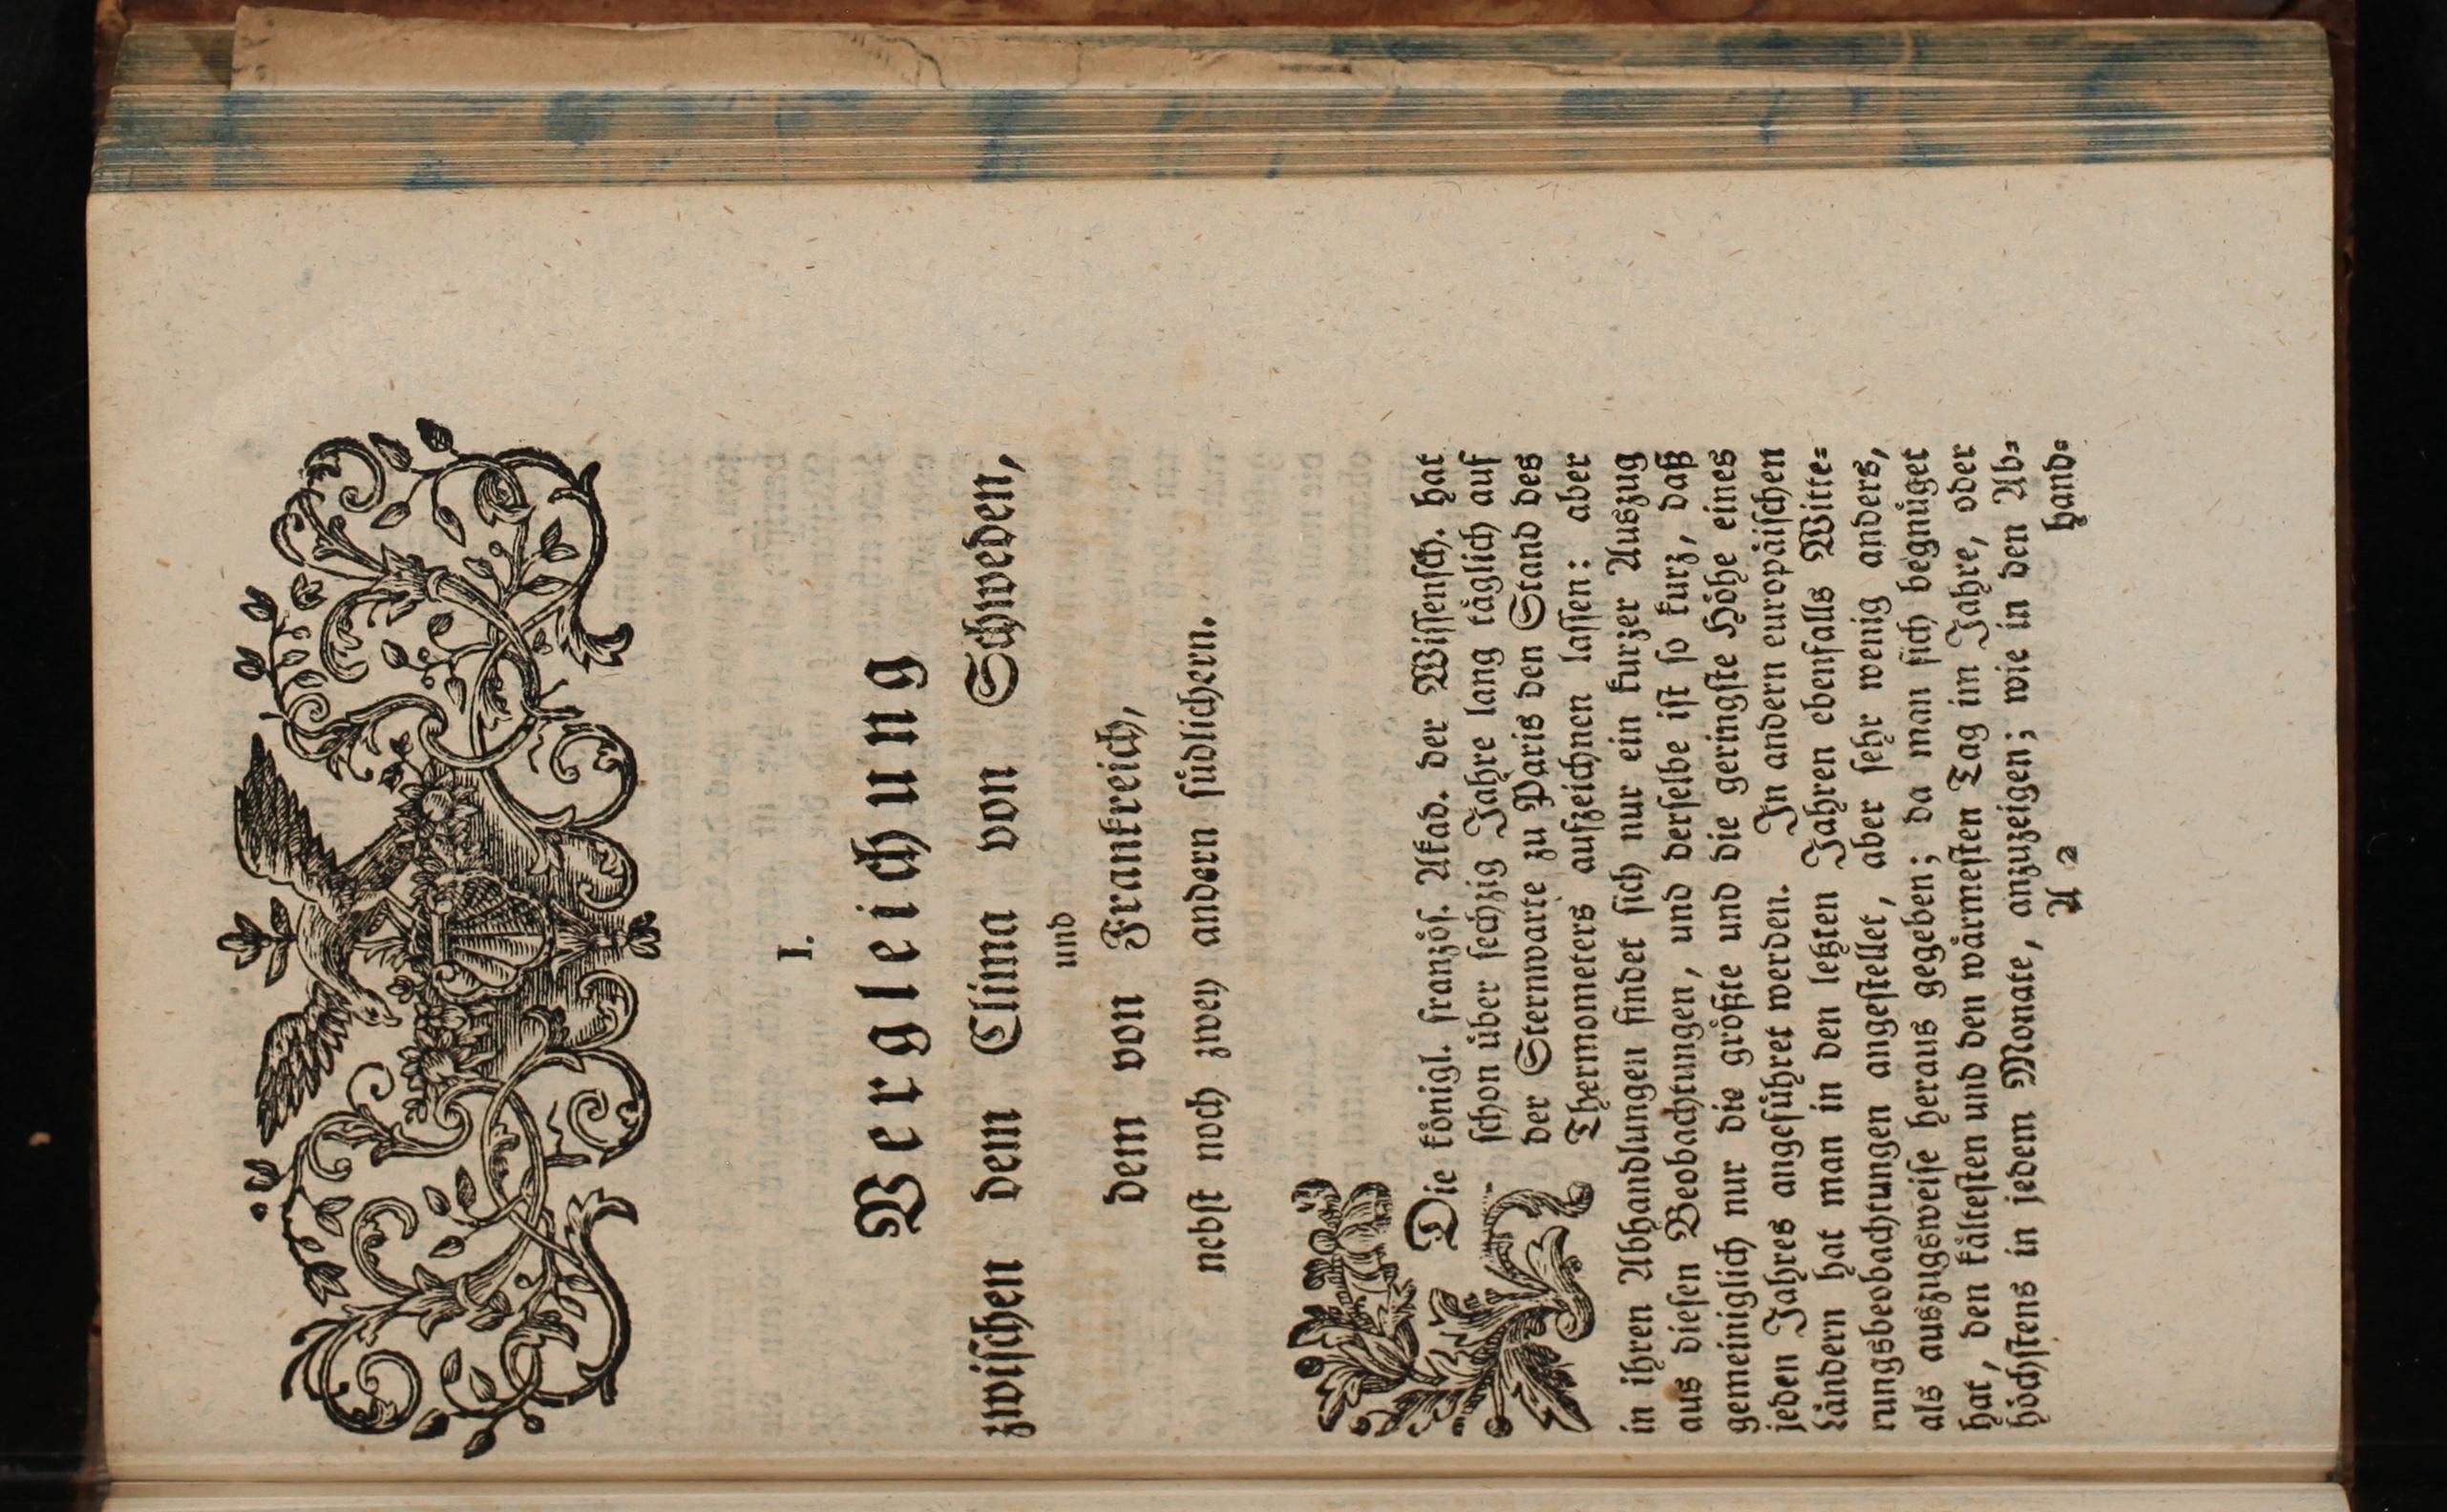 I.
Vergleichung
zwischen dem Clima von Schweden,
und
dem von Frankreich,
nebst noch zwey andern südlichern.
Die königl. französ. Akad. der Wissensch. hat
schon über sechzig Jahre lang täglich auf
der Sternwarte zu Paris den Stand des
Thermometers aufzeichnen lassen: aber
in ihren Abhandlungen findet sich nur ein kurzer Auszug
aus diesen Beobachtungen, und derselbe ist so kurz, daß
gemeiniglich nur die größte und die geringste Höhe eines
jeden Jahres angeführet werden. In andern europäischen
Ländern hat man in den letzten Jahren ebenfalls Witte-
rungsbeobachtungen angestellet, aber sehr wenig anders,
als auszugsweise heraus gegeben; da man sich begnüget
hat, den kältesten und den wärmesten Tag im Jahre, oder
höchstens in jedem Monate, anzuzeigen; wie in den Ab-
A 2 hand-